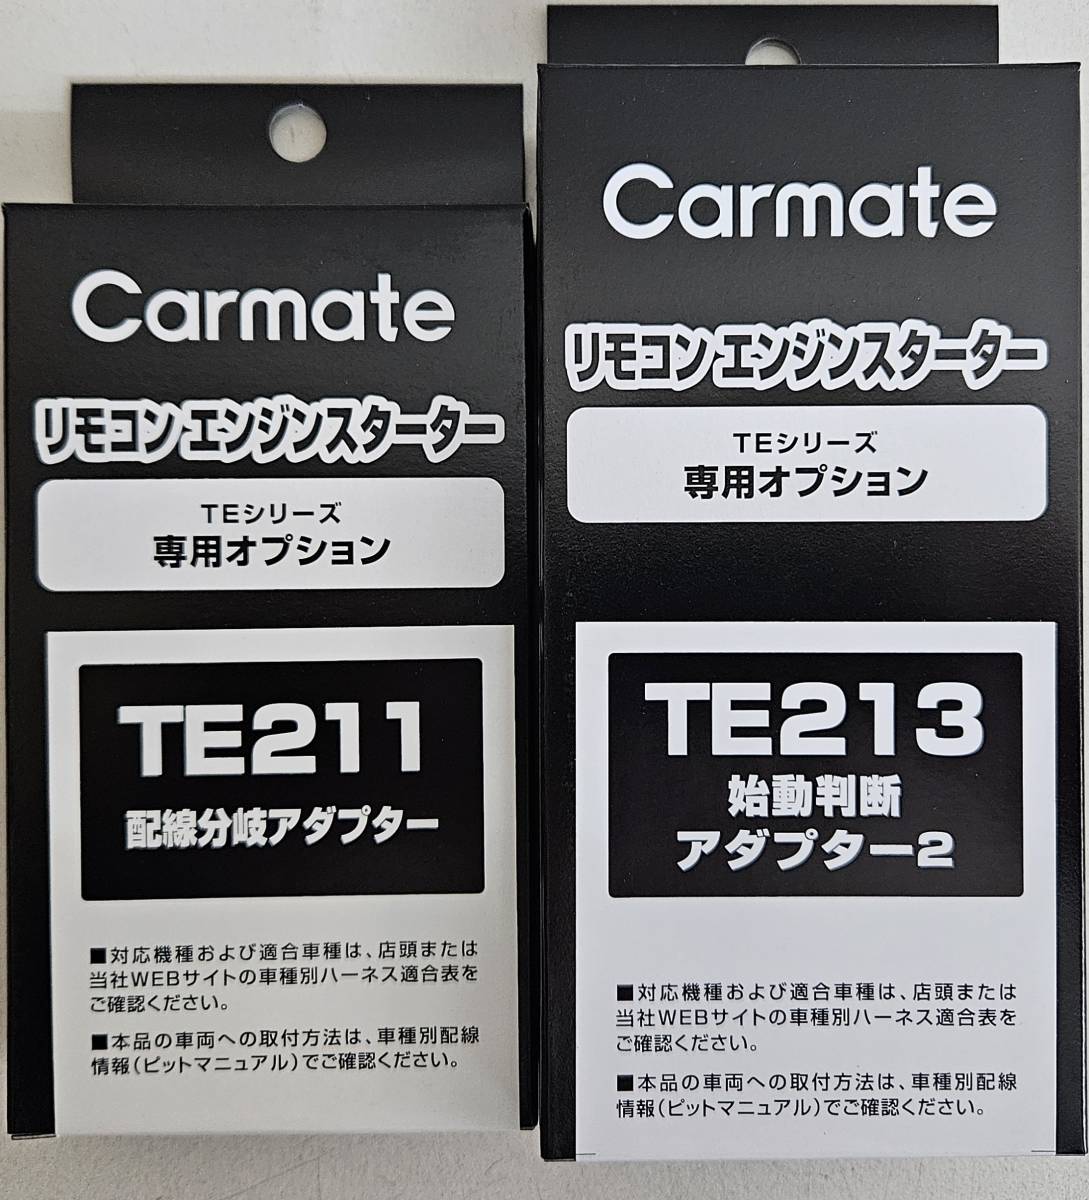 Carmate
リモコンエンジンスターター
TEシリーズ
専用オプション
TE211
配線分岐アダプター
■対応機種および適合車種は、店頭または
当社WEBサイトの車種別ハーネス適合表を
ご確認ください。
■本品の車両への取付方法は、車種別配線
情報(ピットマニュアル)でご確認ください。
Carmate
リモコンエンジンスターター
TEシリーズ
専用オプション
TE213
始動判断
アダプター2
■対応機種および適合車種は、店頭または
当社WEBサイトの車種別ハーネス適合表を
ご確認ください。
■本品の車両への取付方法は、車種別配線
情報(ピットマニュアル)でご確認ください。